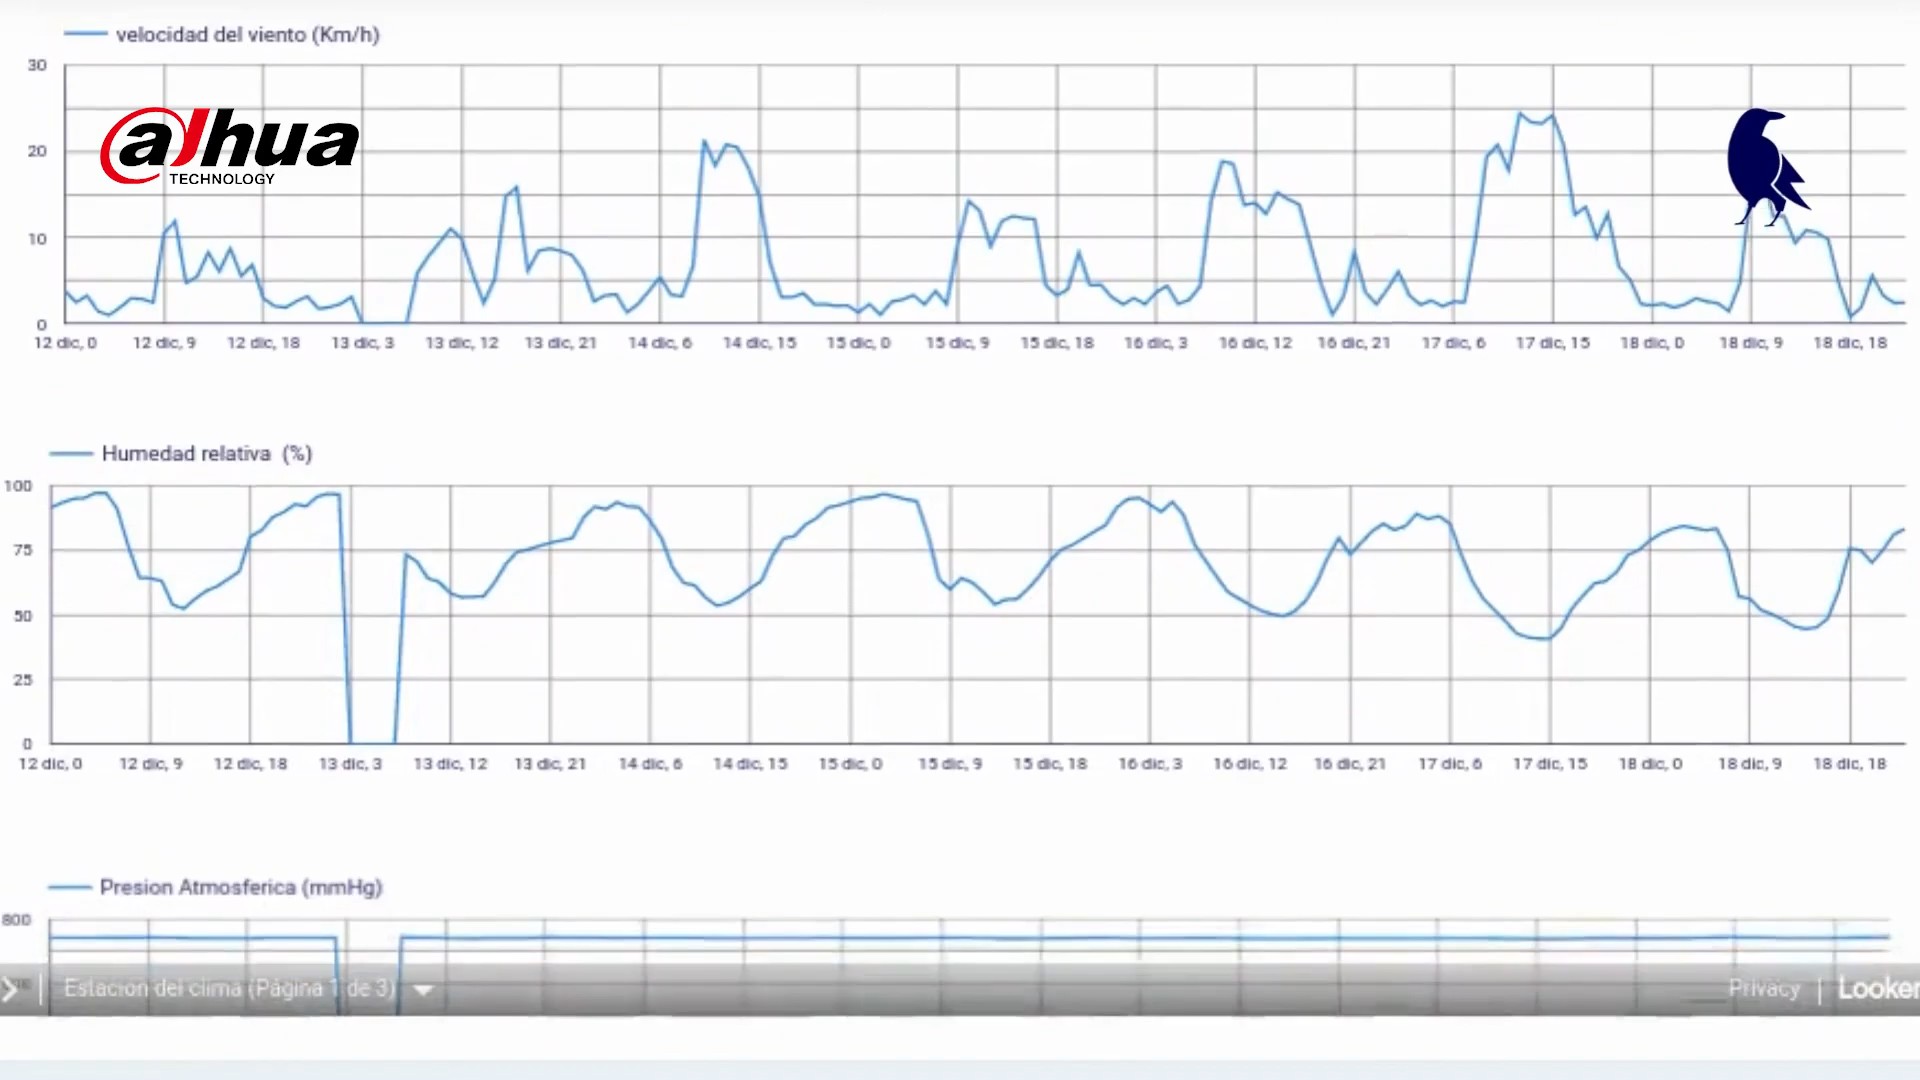 velocidad del viento (Km/h)
30
20
10
0
12 dic, 0 12 dic, 9 12 dic, 18 13 dic, 3 13 dic, 12 13 dic, 21 14 dic, 6 14 dic, 15 15 dic, 0 15 dic, 9 15 dic, 18 16 dic, 3 16 dic, 12 16 dic, 21 17 dic, 6 17 dic, 15 18 dic, 0 18 dic, 9 18 dic, 18
alhua
TECHNOLOGY
Humedad relativa (%)
100
75
50
25
0
12 dic, 0 12 dic, 9 12 dic, 18 13 dic, 3 13 dic, 12 13 dic, 21 14 dic, 6 14 dic, 15 15 dic, 0 15 dic, 9 15 dic, 18 16 dic, 3 16 dic, 12 16 dic, 21 17 dic, 6 17 dic, 15 18 dic, 0 18 dic, 9 18 dic, 18
Presion Atmosferica (mmHg)
800
Estacion del clima (Página 1 de 3)
Privacy | Looker